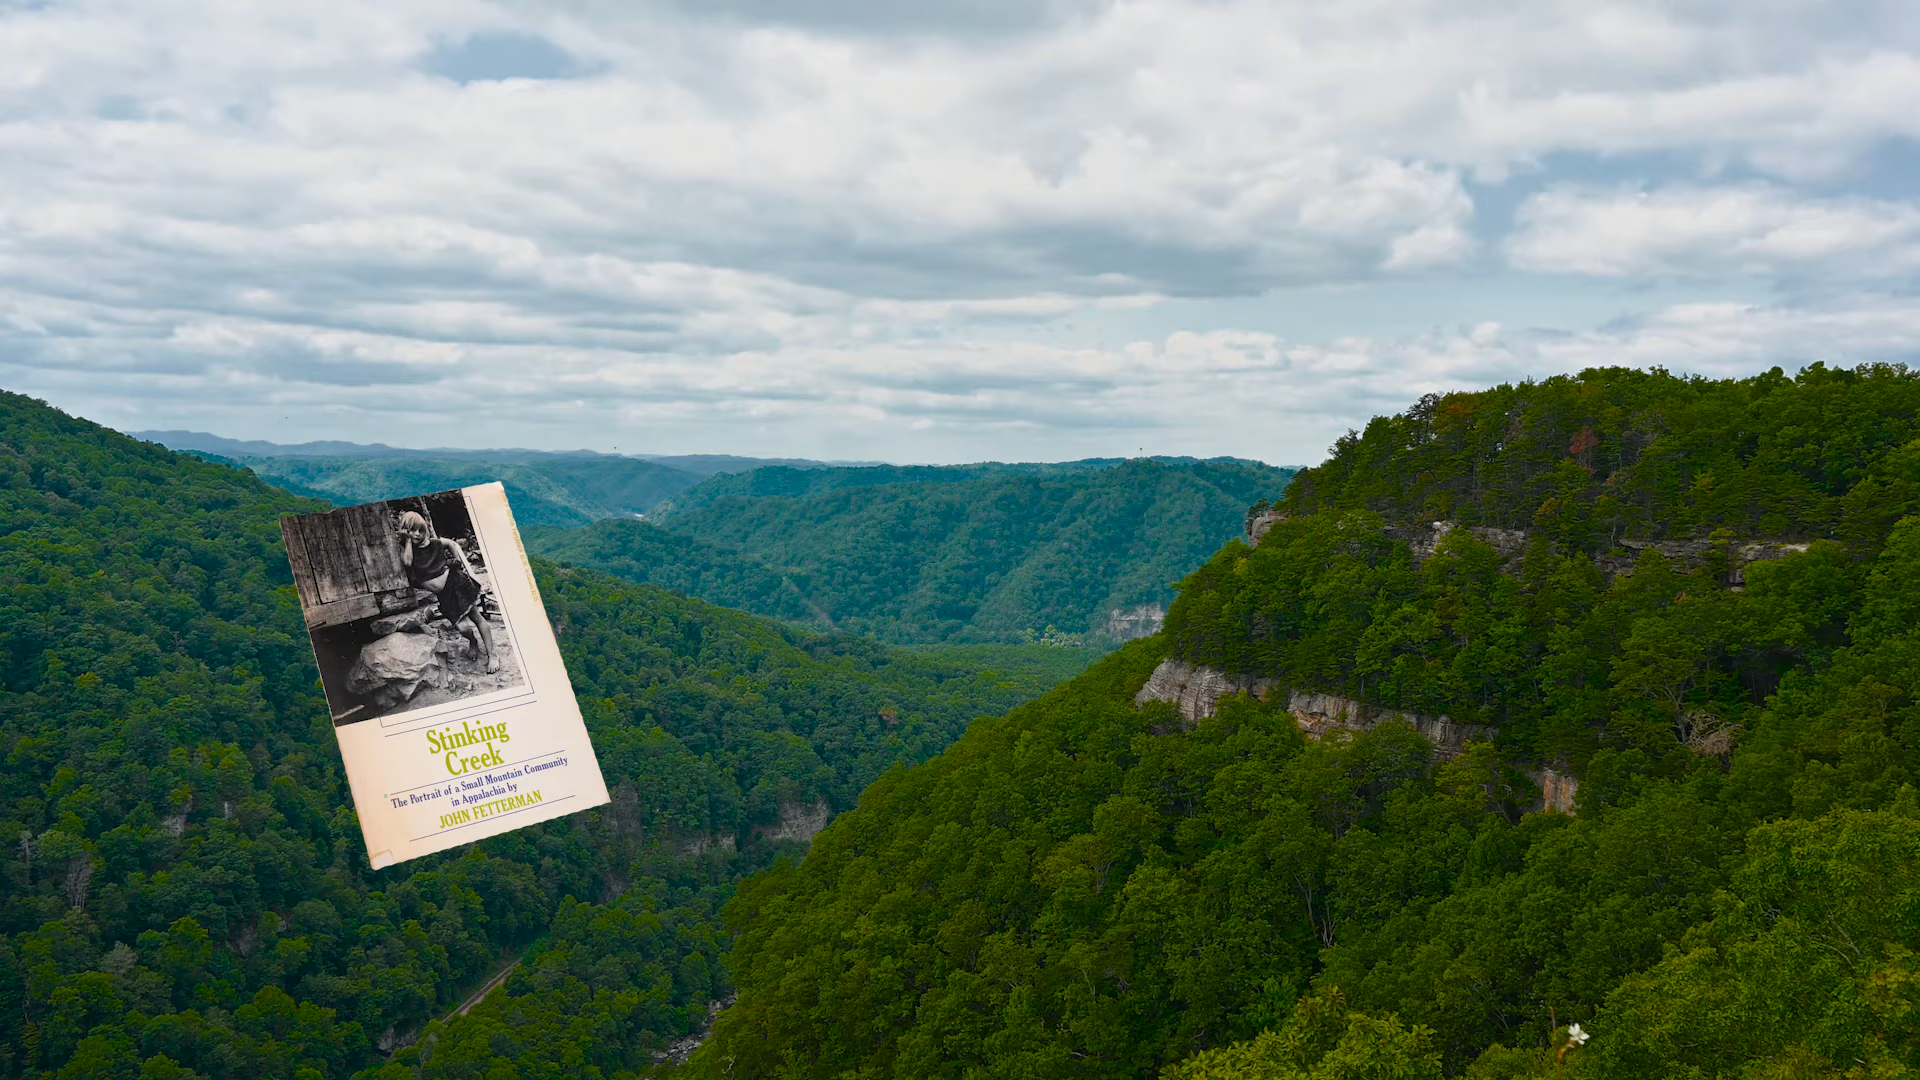 Stinking
Creek
The Portrait of a Small Mountain Community
in Appalachia by
JOHN FETTERMAN